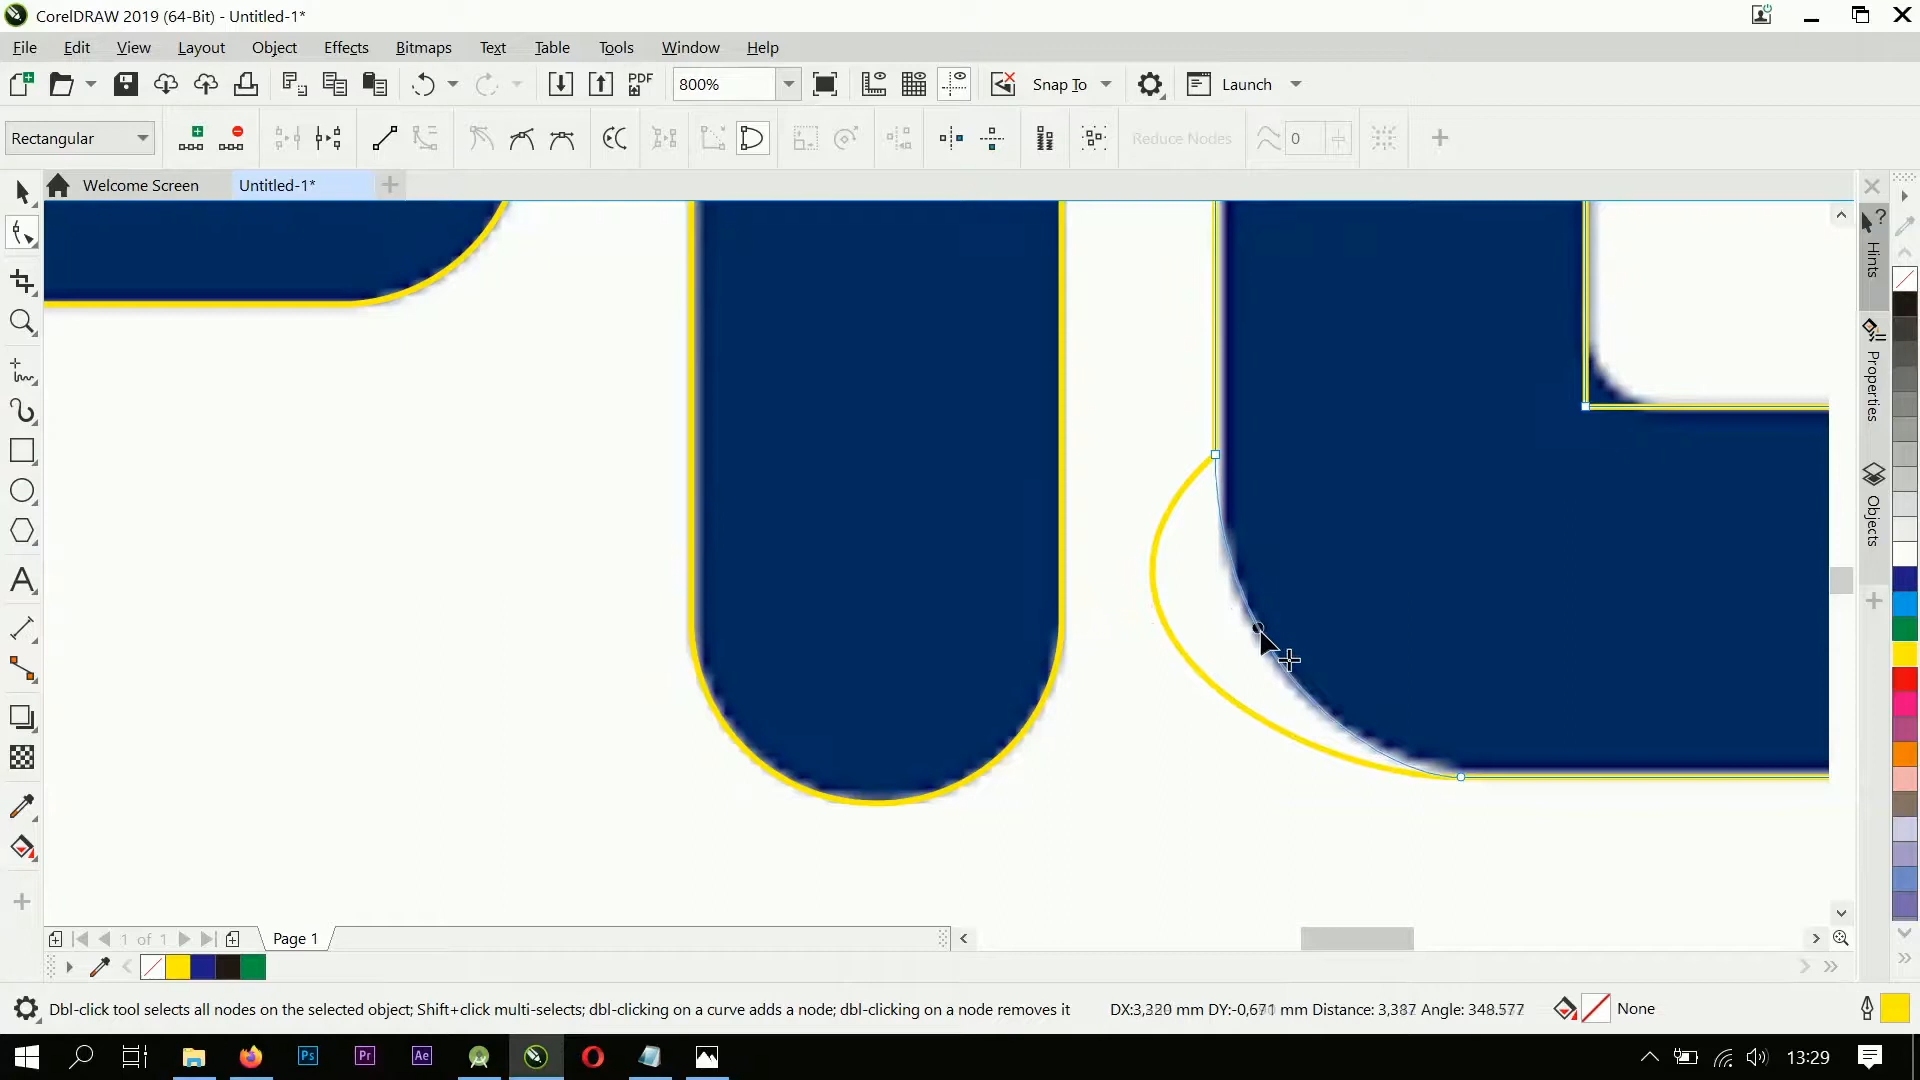 CorelDRAW 2019 (64-Bit) - Untitled-1*
File Edit View Layout Object Effects Bitmaps Text Table Tools Window Help
PDF 800% Snap To Launch
Rectangular Reduce Nodes 0
Welcome Screen Untitled-1*
Hints
Properties
Objects
1 of 1 Page 1
Dbl-click tool selects all nodes on the selected object; Shift+click multi-selects; dbl-clicking on a curve adds a node; dbl-clicking on a node removes it
DX:3,320 mm DY:-0,671 mm Distance: 3,387 Angle: 348.577
None
Ps Pr Ae 13:29